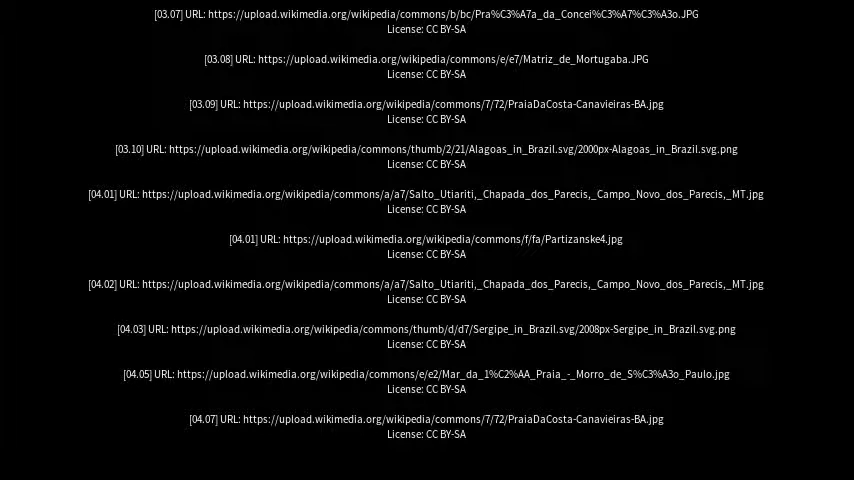 [03.07] URL: https://upload.wikimedia.org/wikipedia/commons/b/bc/Pra%C3%A7a_da_Concei%C3%A7%C3%A3o.JPG
License: CC BY-SA
[03.08] URL: https://upload.wikimedia.org/wikipedia/commons/e/e7/Matriz_de_Mortugaba.JPG
License: CC BY-SA
[03.09] URL: https://upload.wikimedia.org/wikipedia/commons/7/72/PraiaDaCosta-Canavieiras-BA.jpg
License: CC BY-SA
[03.10] URL: https://upload.wikimedia.org/wikipedia/commons/thumb/2/21/Alagoas_in_Brazil.svg/2000px-Alagoas_in_Brazil.svg.png
License: CC BY-SA
[04.01] URL: https://upload.wikimedia.org/wikipedia/commons/a/a7/Salto_Utiariti,_Chapada_dos_Parecis,_Campo_Novo_dos_Parecis,_MT.jpg
License: CC BY-SA
[04.01] URL: https://upload.wikimedia.org/wikipedia/commons/f/fa/Partizanske4.jpg
License: CC BY-SA
[04.02] URL: https://upload.wikimedia.org/wikipedia/commons/a/a7/Salto_Utiariti,_Chapada_dos_Parecis,_Campo_Novo_dos_Parecis,_MT.jpg
License: CC BY-SA
[04.03] URL: https://upload.wikimedia.org/wikipedia/commons/thumb/d/d7/Sergipe_in_Brazil.svg/2008px-Sergipe_in_Brazil.svg.png
License: CC BY-SA
[04.05] URL: https://upload.wikimedia.org/wikipedia/commons/e/e2/Mar_da_1%C2%AA_Praia_-_Morro_de_S%C3%A3o_Paulo.jpg
License: CC BY-SA
[04.07] URL: https://upload.wikimedia.org/wikipedia/commons/7/72/PraiaDaCosta-Canavieiras-BA.jpg
License: CC BY-SA